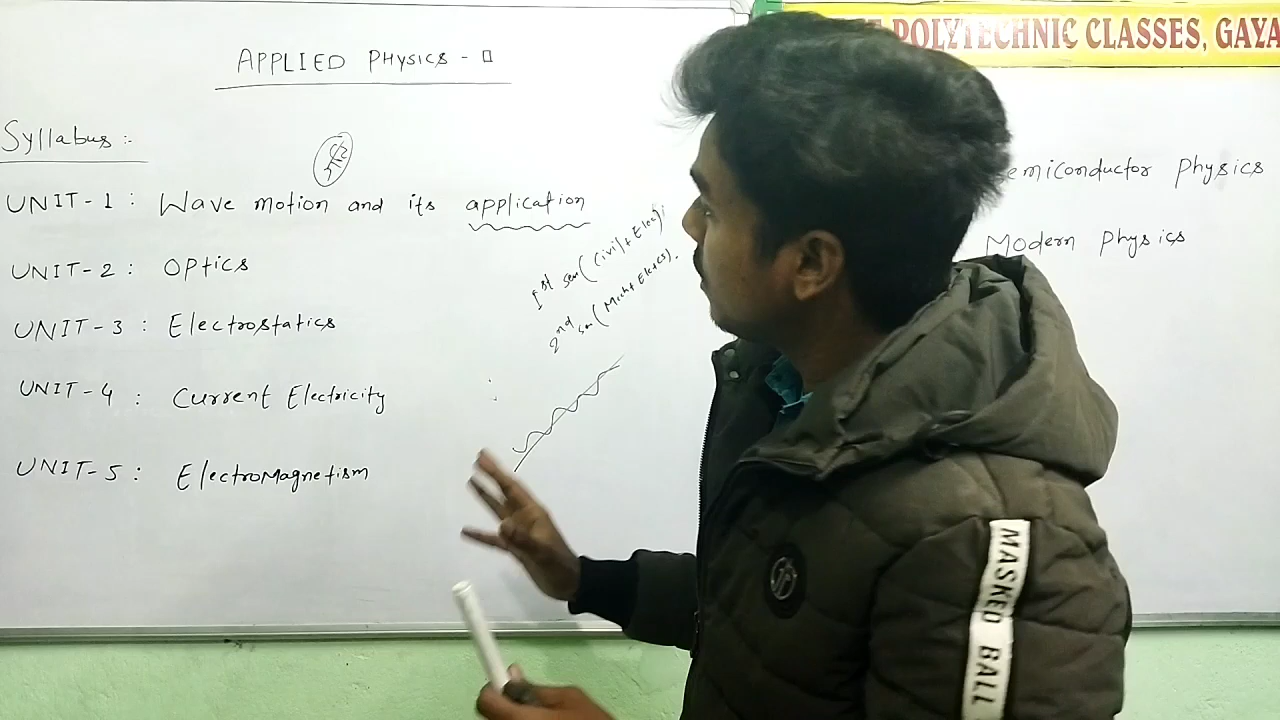 APPLIED PHYSICS - II
Syllabus :-
UNIT-1 : Wave motion and its application
UNIT-2 : Optics
UNIT-3 : Electrostatics
UNIT-4 : Current Electricity
UNIT-5 : ElectroMagnetism
1st sem (Civil + Elec)
2nd sem
POLYTECHNIC CLASSES, GAYA
emiconductor Physics
Modern Physics
MASKED BALL